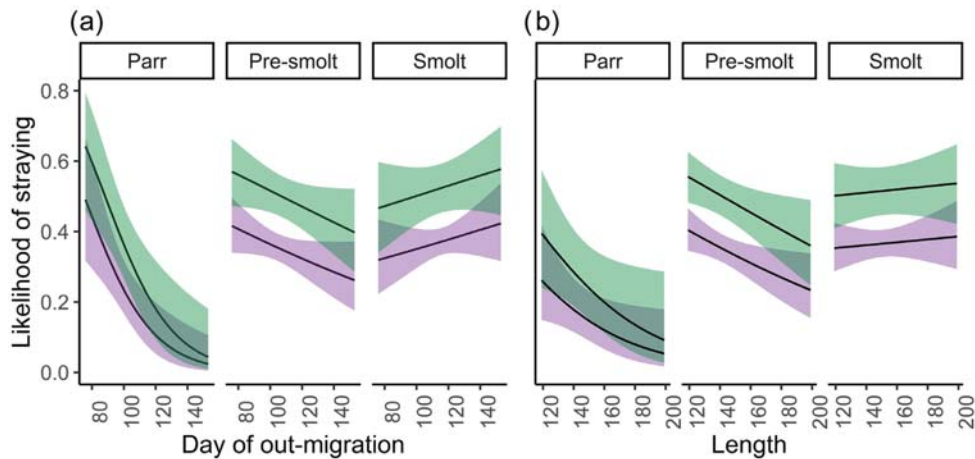 (a)
(b)
Parr Pre-smolt Smolt Parr Pre-smolt Smolt
Likelihood of straying
0.8
0.6
0.4
0.2
0.0
80 100 120 140 80 100 120 140 80 100 120 140 120 140 160 180 200 120 140 160 180 200 120 140 160 180 200
Day of out-migration Length